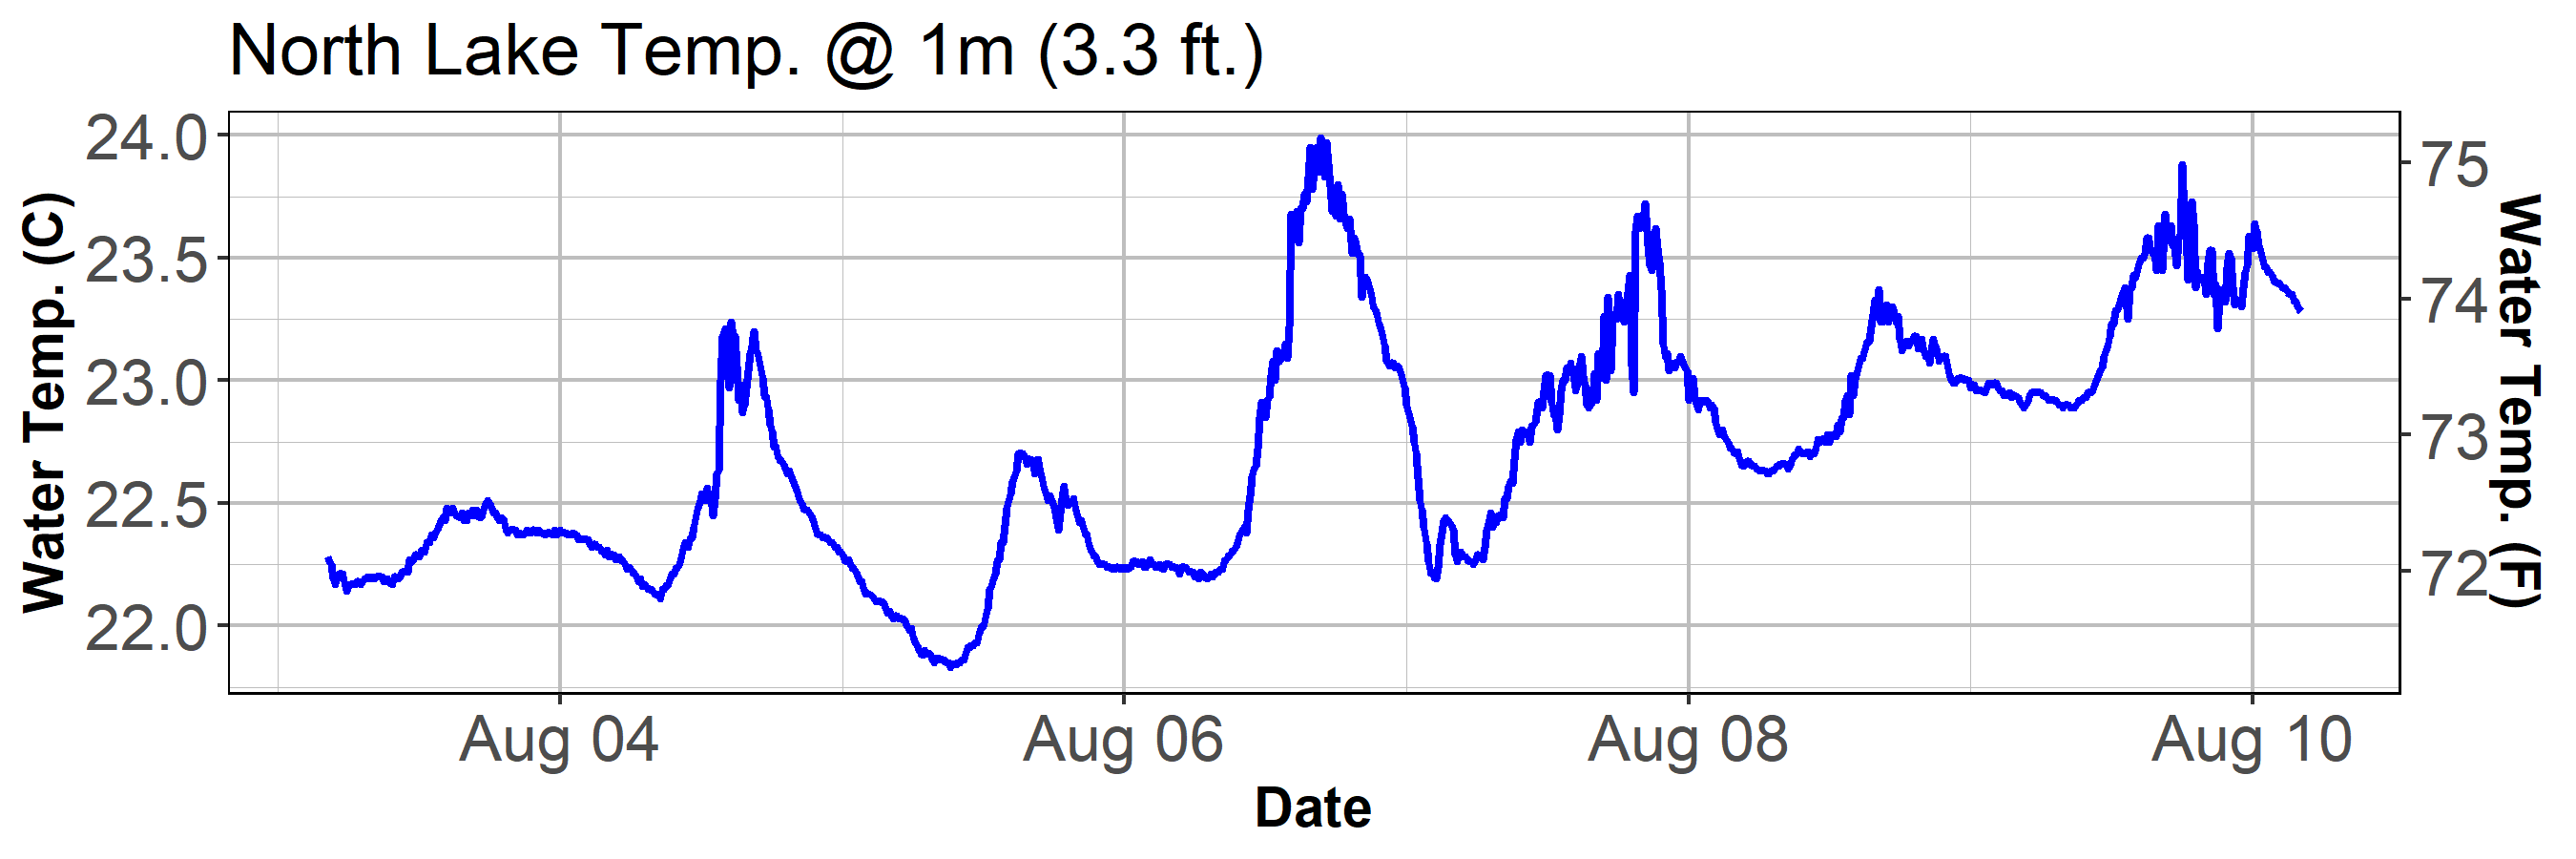 North Lake Temp. @ 1m (3.3 ft.)
Water Temp. (C)
24.0
23.5
23.0
22.5
22.0
75
74
73
72
Water Temp. (F)
Aug 04
Aug 06
Aug 08
Aug 10
Date